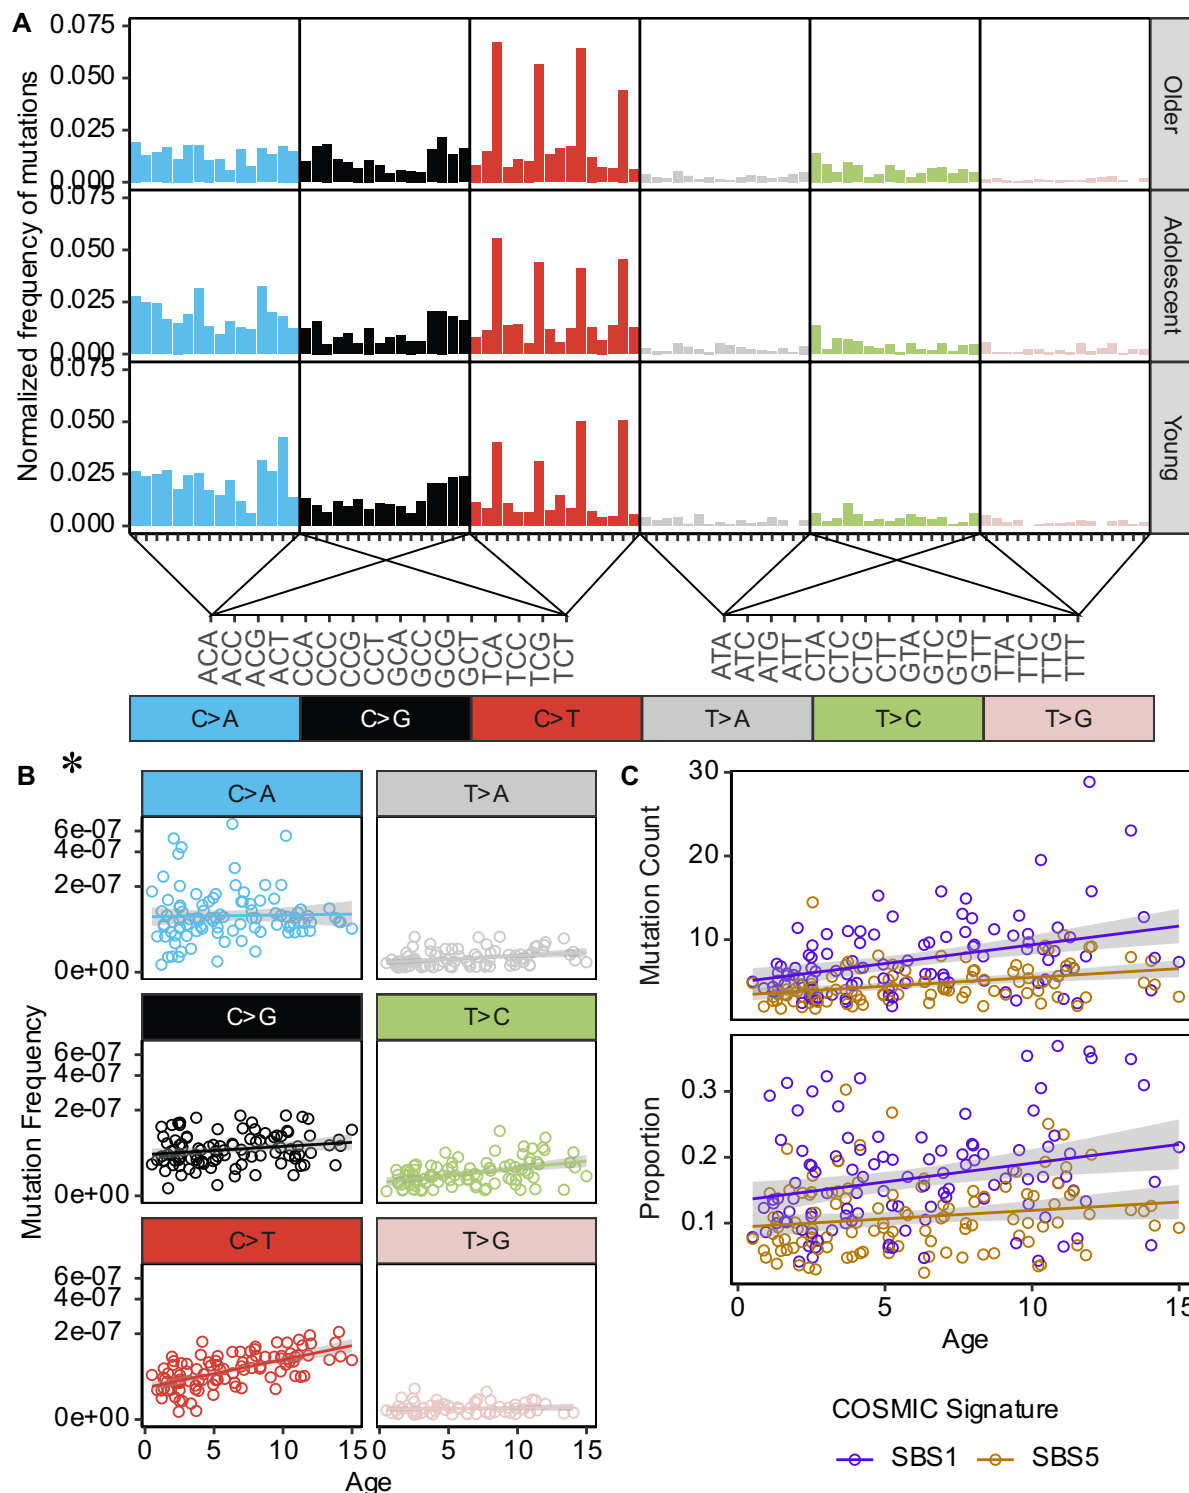 A
Normalized frequency of mutations
0.075
0.050
0.025
0.000
Older
0.075
0.050
0.025
0.000
Adolescent
0.075
0.050
0.025
0.000
Young
ACA ACC ACG ACT CCA CCC CCG CCT GCA GCC GCG GCT TCA TCC TCG TCT
ATA ATC ATG ATT CTA CTC CTG CTT GTA GTC GTG GTT TTA TTC TTG TTT
C>A C>G C>T T>A T>C T>G
B *
Mutation Frequency
C>A T>A
6e-07
4e-07
2e-07
0e+00
C>G T>C
6e-07
4e-07
2e-07
0e+00
C>T T>G
6e-07
4e-07
2e-07
0e+00
0 5 10 15 0 5 10 15
Age
C
Mutation Count
30
20
10
Proportion
0.3
0.2
0.1
0 5 10 15
Age
COSMIC Signature
SBS1 SBS5